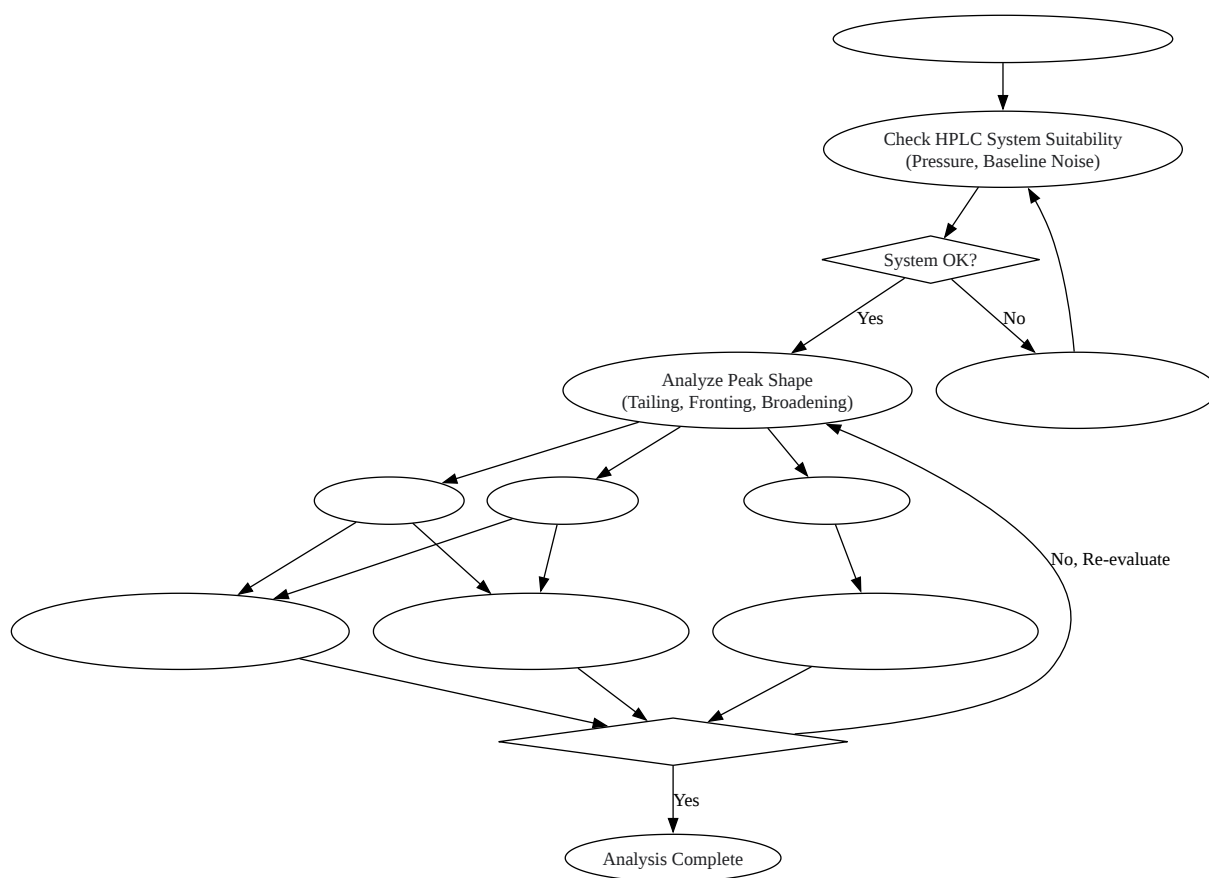 Check HPLC System Suitability
(Pressure, Baseline Noise)
System OK?
Yes
No
Analyze Peak Shape
(Tailing, Fronting, Broadening)
No, Re-evaluate
Yes
Analysis Complete